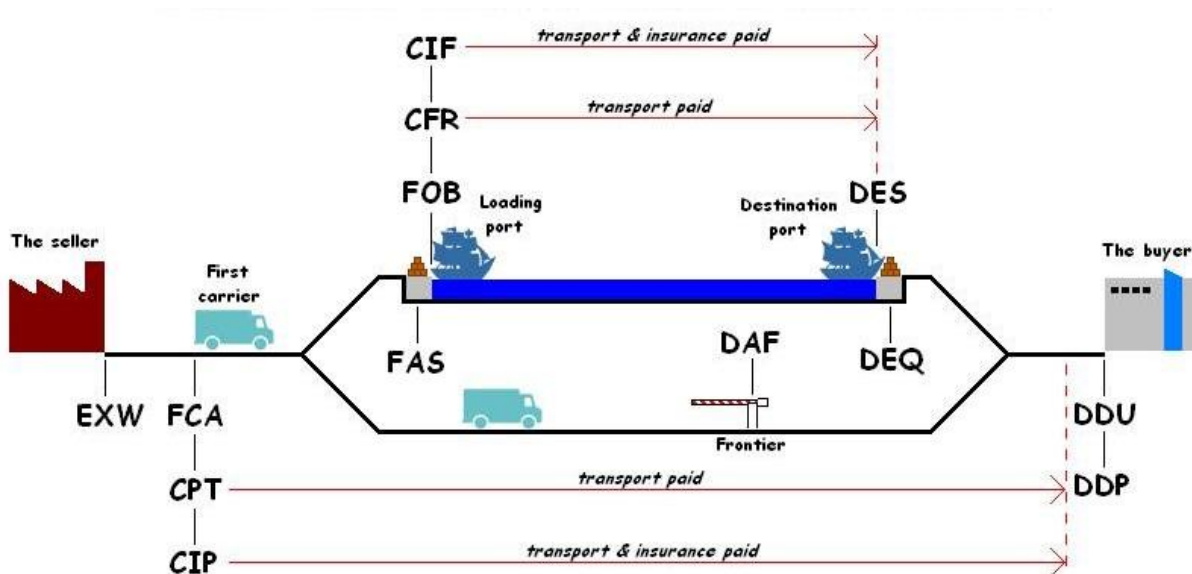 CIF
transport & insurance paid
CFR
transport paid
FOB
DES
Loading
port
Destination
port
The seller
First
carrier
The buyer
FAS
DAF
DEQ
EXW
FCA
Frontier
DDU
CPT
transport paid
DDP
CIP
transport & insurance paid